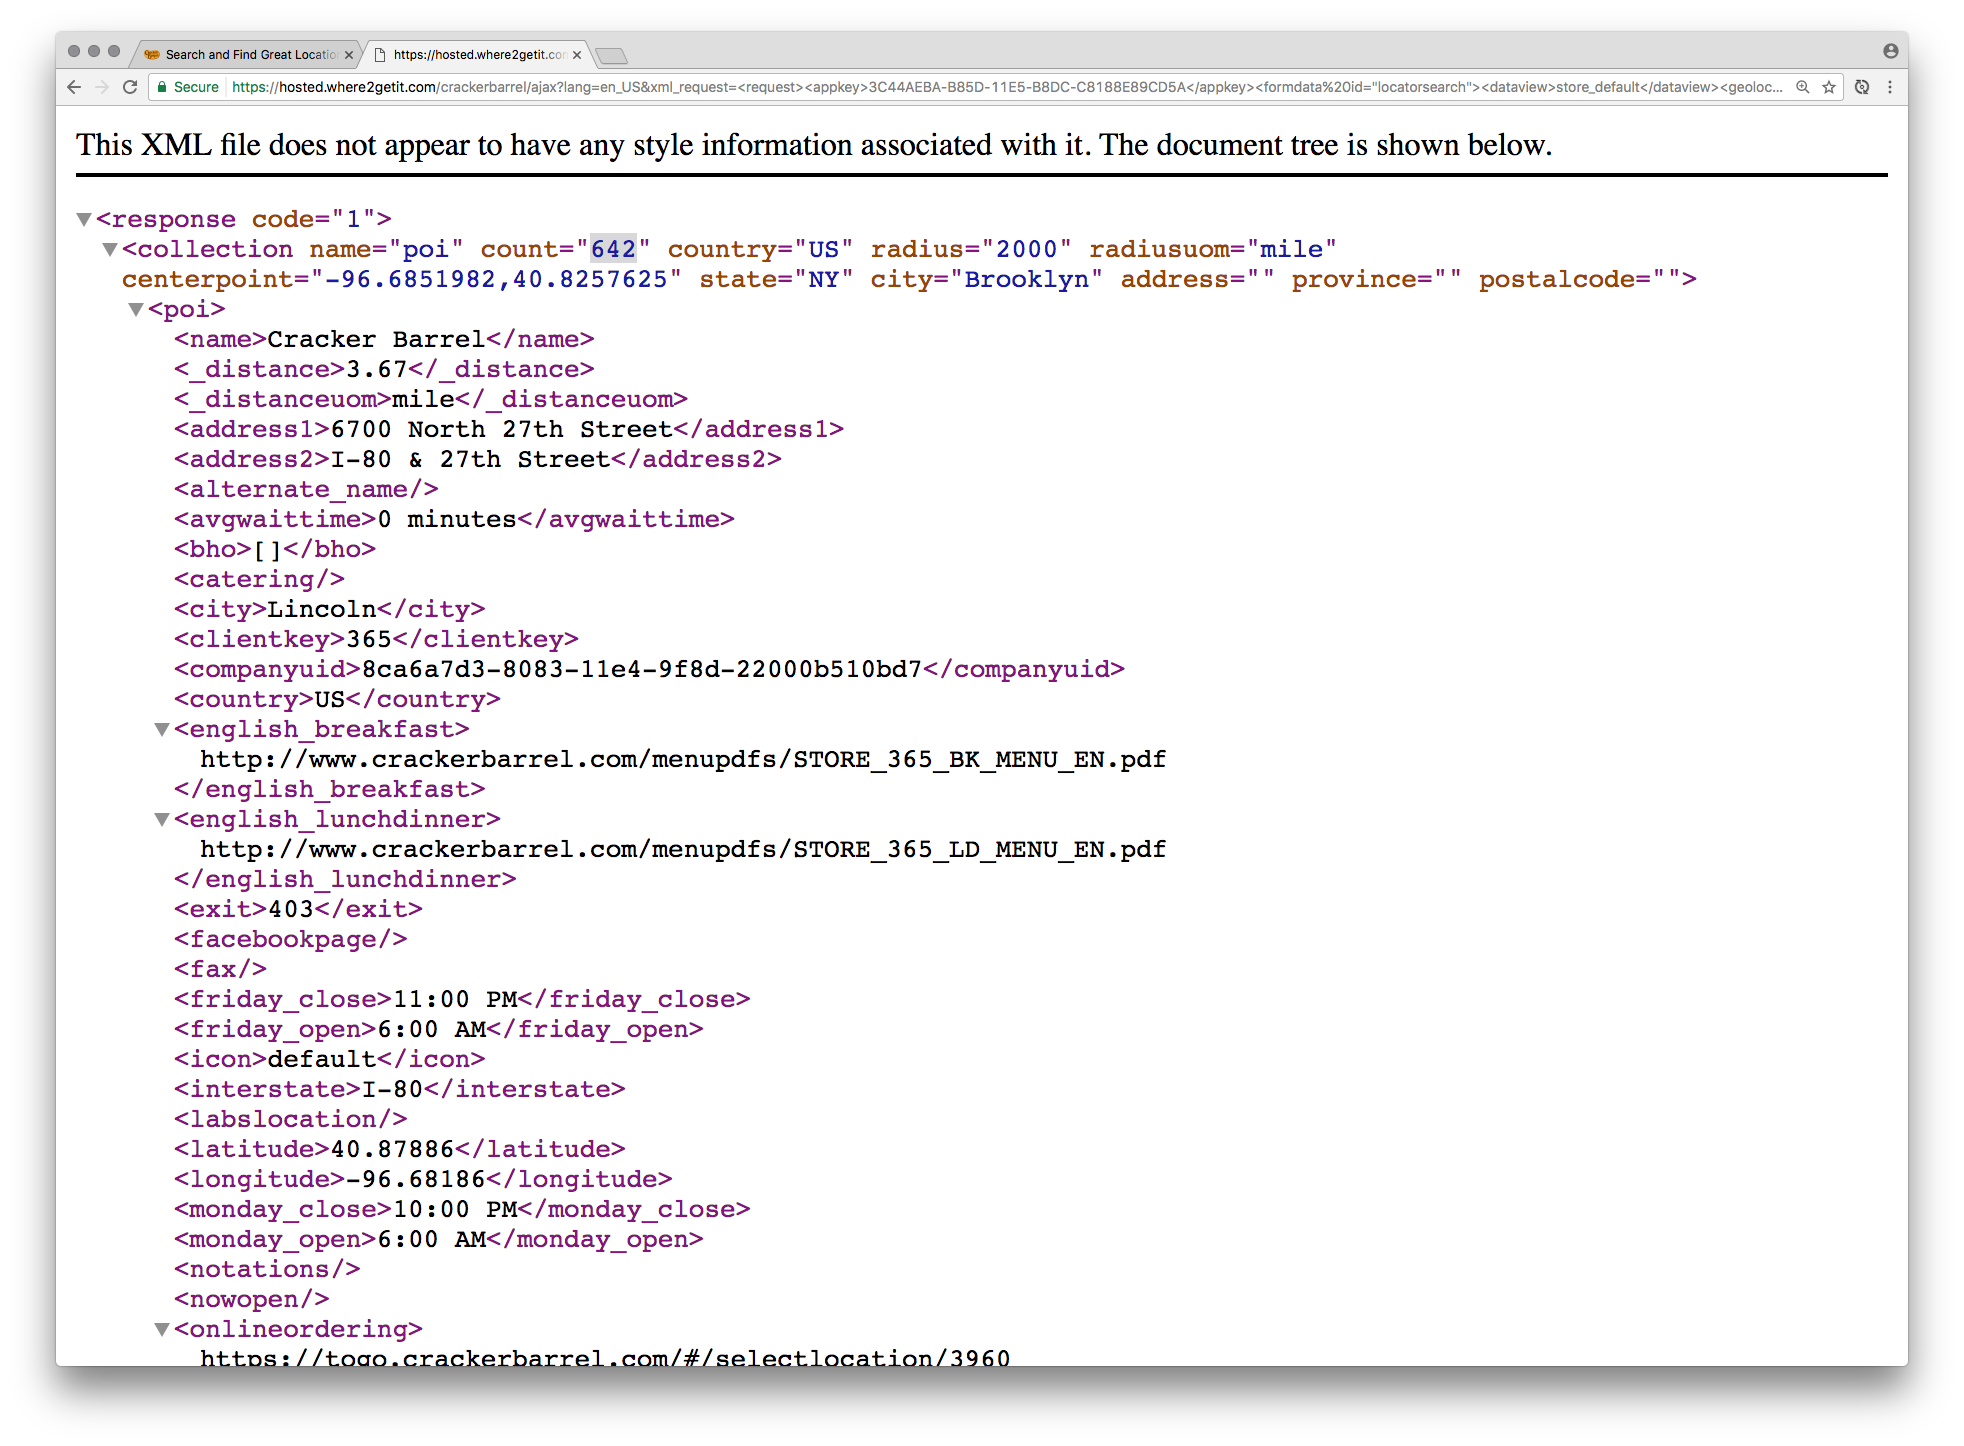 Search and Find Great Locatio
https://hosted.where2getit.co
Secure https://hosted.where2getit.com/crackerbarrel/ajax?lang=en_US&xml_request=<request><appkey>3C44AEBA-B85D-11E5-B8DC-C8188E89CD5A</appkey><formdata%20id="locatorsearch"><dataview>store_default</dataview><geoloc...
This XML file does not appear to have any style information associated with it. The document tree is shown below.
<response code="1">
<collection name="poi" count="642" country="US" radius="2000" radiusuom="mile"
centerpoint="-96.6851982,40.8257625" state="NY" city="Brooklyn" address="" province="" postalcode="">
<poi>
<name>Cracker Barrel</name>
<_distance>3.67</_distance>
<_distanceuom>mile</_distanceuom>
<address1>6700 North 27th Street</address1>
<address2>I-80 & 27th Street</address2>
<alternate_name/>
<avgwaittime>0 minutes</avgwaittime>
<bho>[]</bho>
<catering/>
<city>Lincoln</city>
<clientkey>365</clientkey>
<companyuid>8ca6a7d3-8083-11e4-9f8d-22000b510bd7</companyuid>
<country>US</country>
<english_breakfast>
http://www.crackerbarrel.com/menupdfs/STORE_365_BK_MENU_EN.pdf
</english_breakfast>
<english_lunchdinner>
http://www.crackerbarrel.com/menupdfs/STORE_365_LD_MENU_EN.pdf
</english_lunchdinner>
<exit>403</exit>
<facebookpage/>
<fax/>
<friday_close>11:00 PM</friday_close>
<friday_open>6:00 AM</friday_open>
<icon>default</icon>
<interstate>I-80</interstate>
<labslocation/>
<latitude>40.87886</latitude>
<longitude>-96.68186</longitude>
<monday_close>10:00 PM</monday_close>
<monday_open>6:00 AM</monday_open>
<notations/>
<nowopen/>
<onlineordering>
https://togo.crackerbarrel.com/#/selectlocation/3960